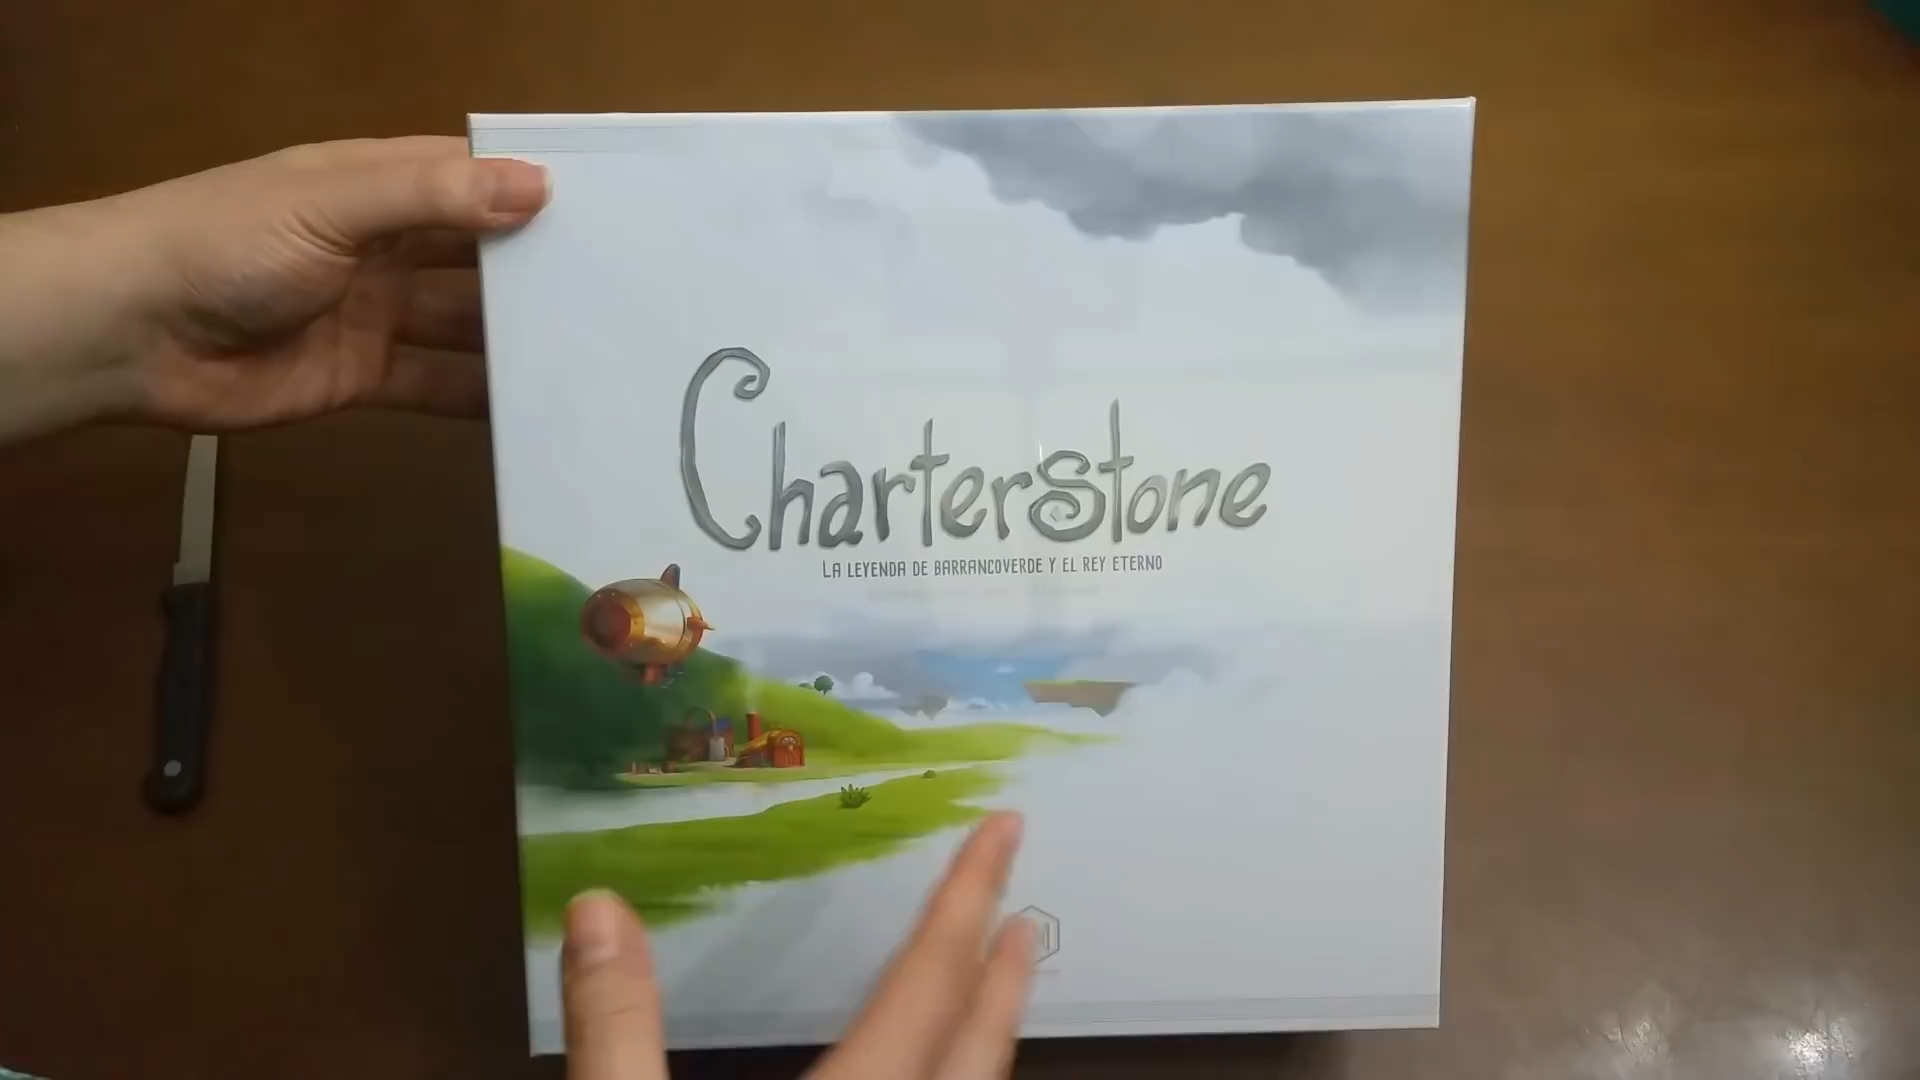 Charterstone
LA LEYENDA DE BARRANCOVERDE Y EL REY ETERNO